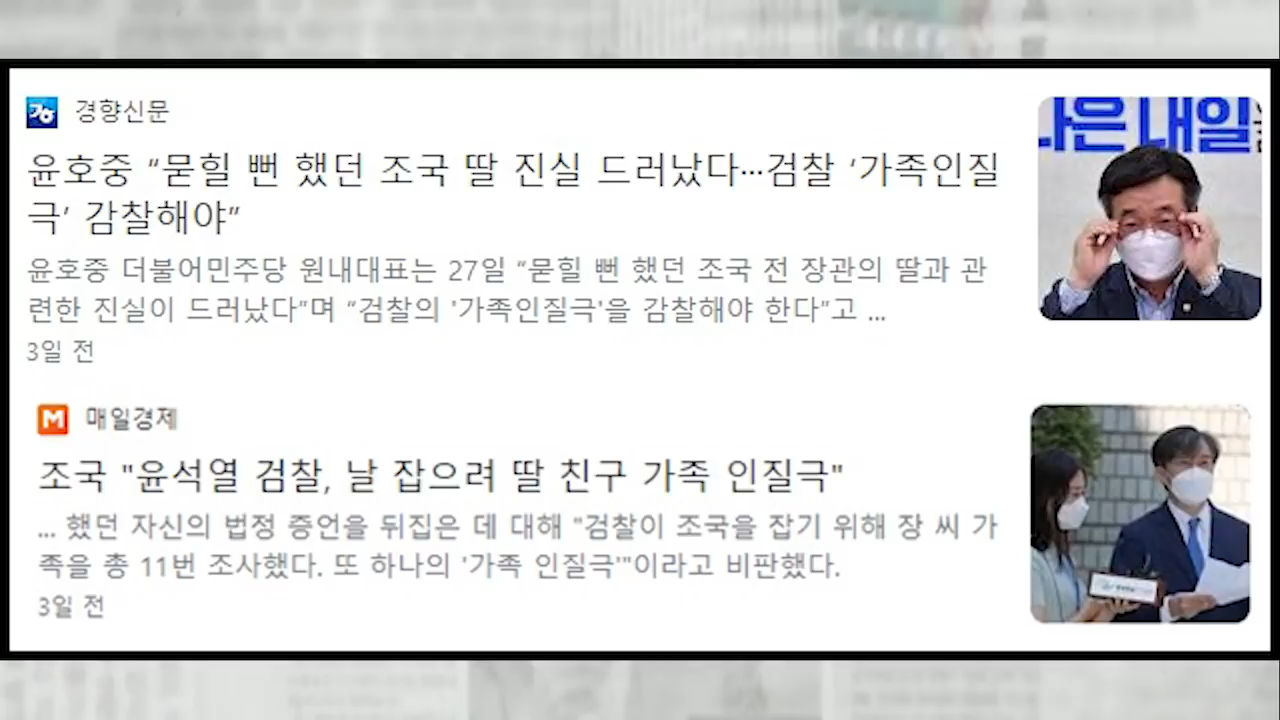 경향신문
윤호중 “묻힐 뻔 했던 조국 딸 진실 드러났다…검찰 ‘가족인질
극’ 감찰해야”
윤호중 더불어민주당 원내대표는 27일 “묻힐 뻔 했던 조국 전 장관의 딸과 관
련한 진실이 드러났다”며 “검찰의 '가족인질극'을 감찰해야 한다”고 ...
3일 전
나은 내일
매일경제
조국 "윤석열 검찰, 날 잡으려 딸 친구 가족 인질극"
... 했던 자신의 법정 증언을 뒤집은 데 대해 "검찰이 조국을 잡기 위해 장 씨 가
족을 총 11번 조사했다. 또 하나의 '가족 인질극'"이라고 비판했다.
3일 전